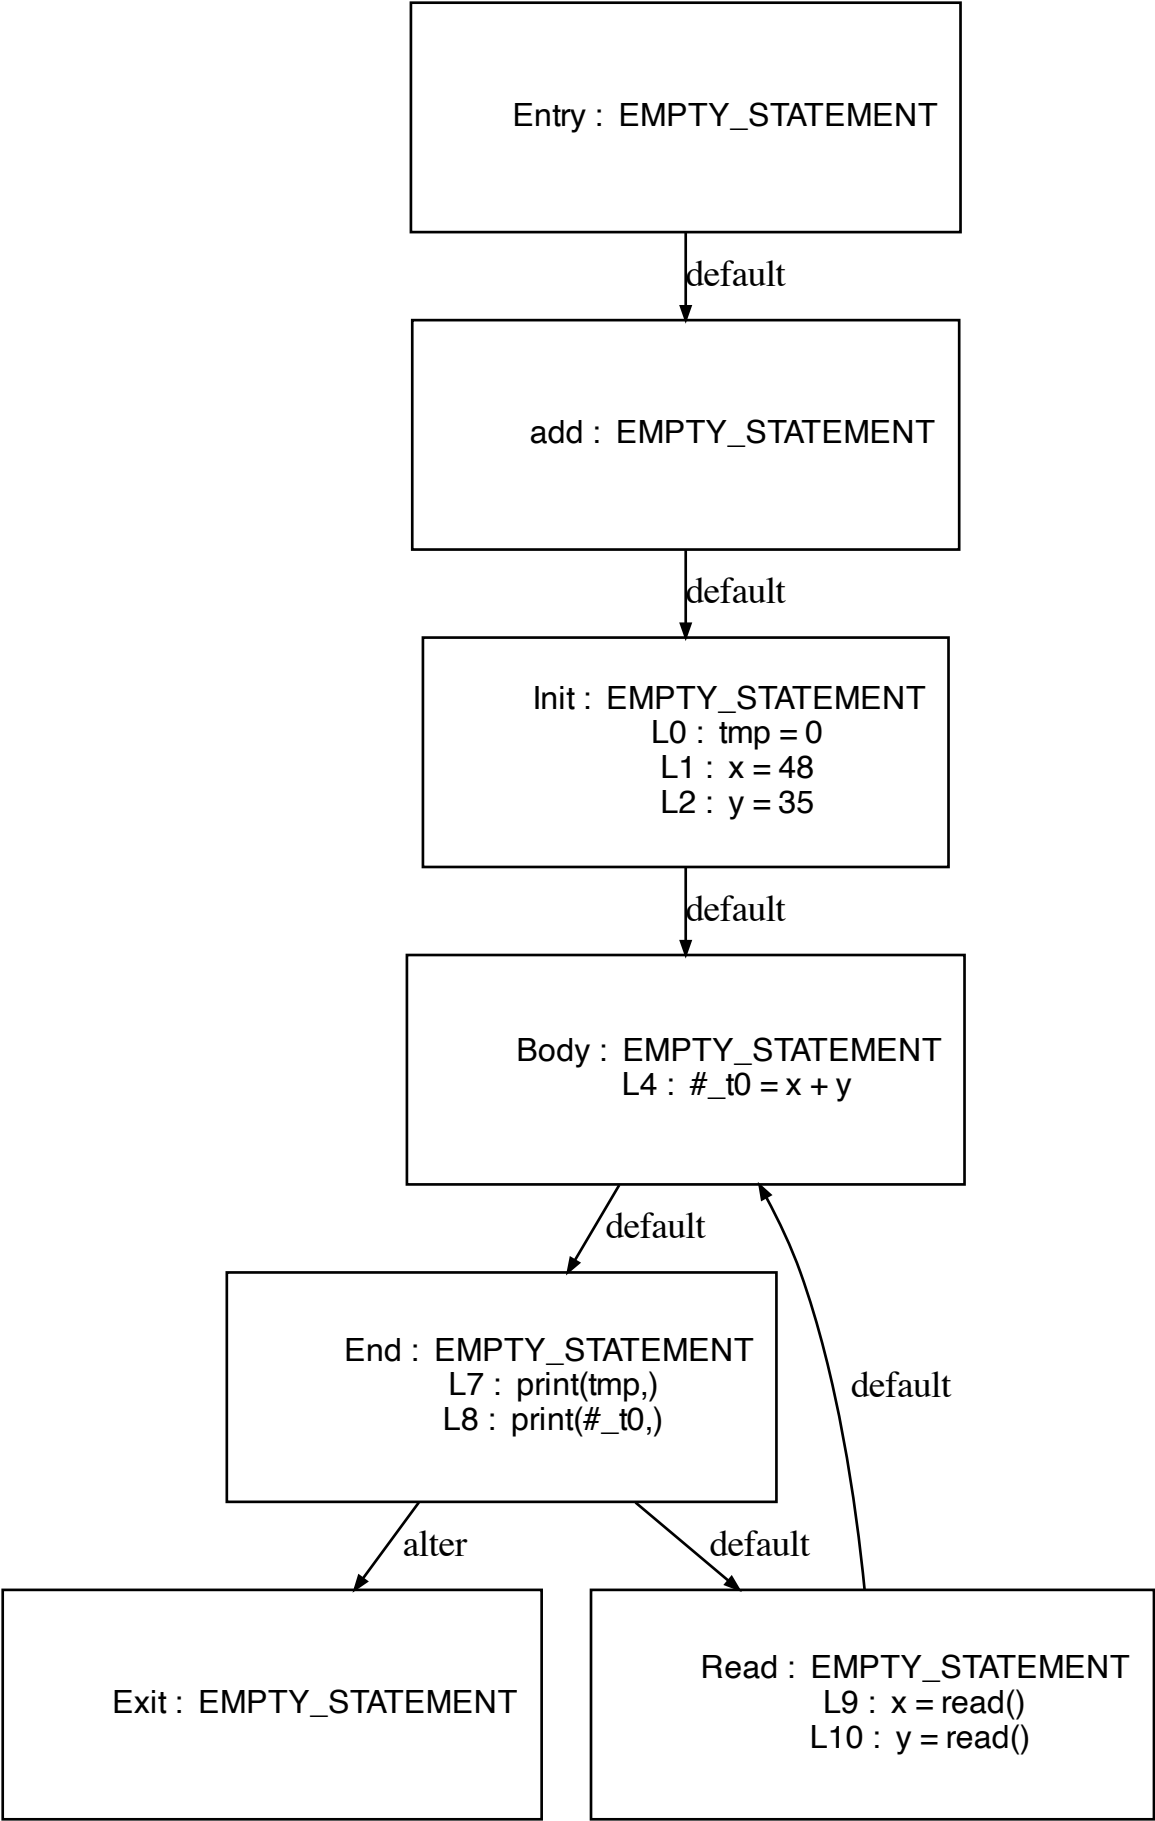 Entry : EMPTY_STATEMENT
default
add : EMPTY_STATEMENT
default
Init : EMPTY_STATEMENT
L0 : tmp = 0
L1 : x = 48
L2 : y = 35
default
Body : EMPTY_STATEMENT
L4 : #_t0 = x + y
default
End : EMPTY_STATEMENT
L7 : print(tmp,)
L8 : print(#_t0,)
default
alter
default
Exit : EMPTY_STATEMENT
Read : EMPTY_STATEMENT
L9 : x = read()
L10 : y = read()